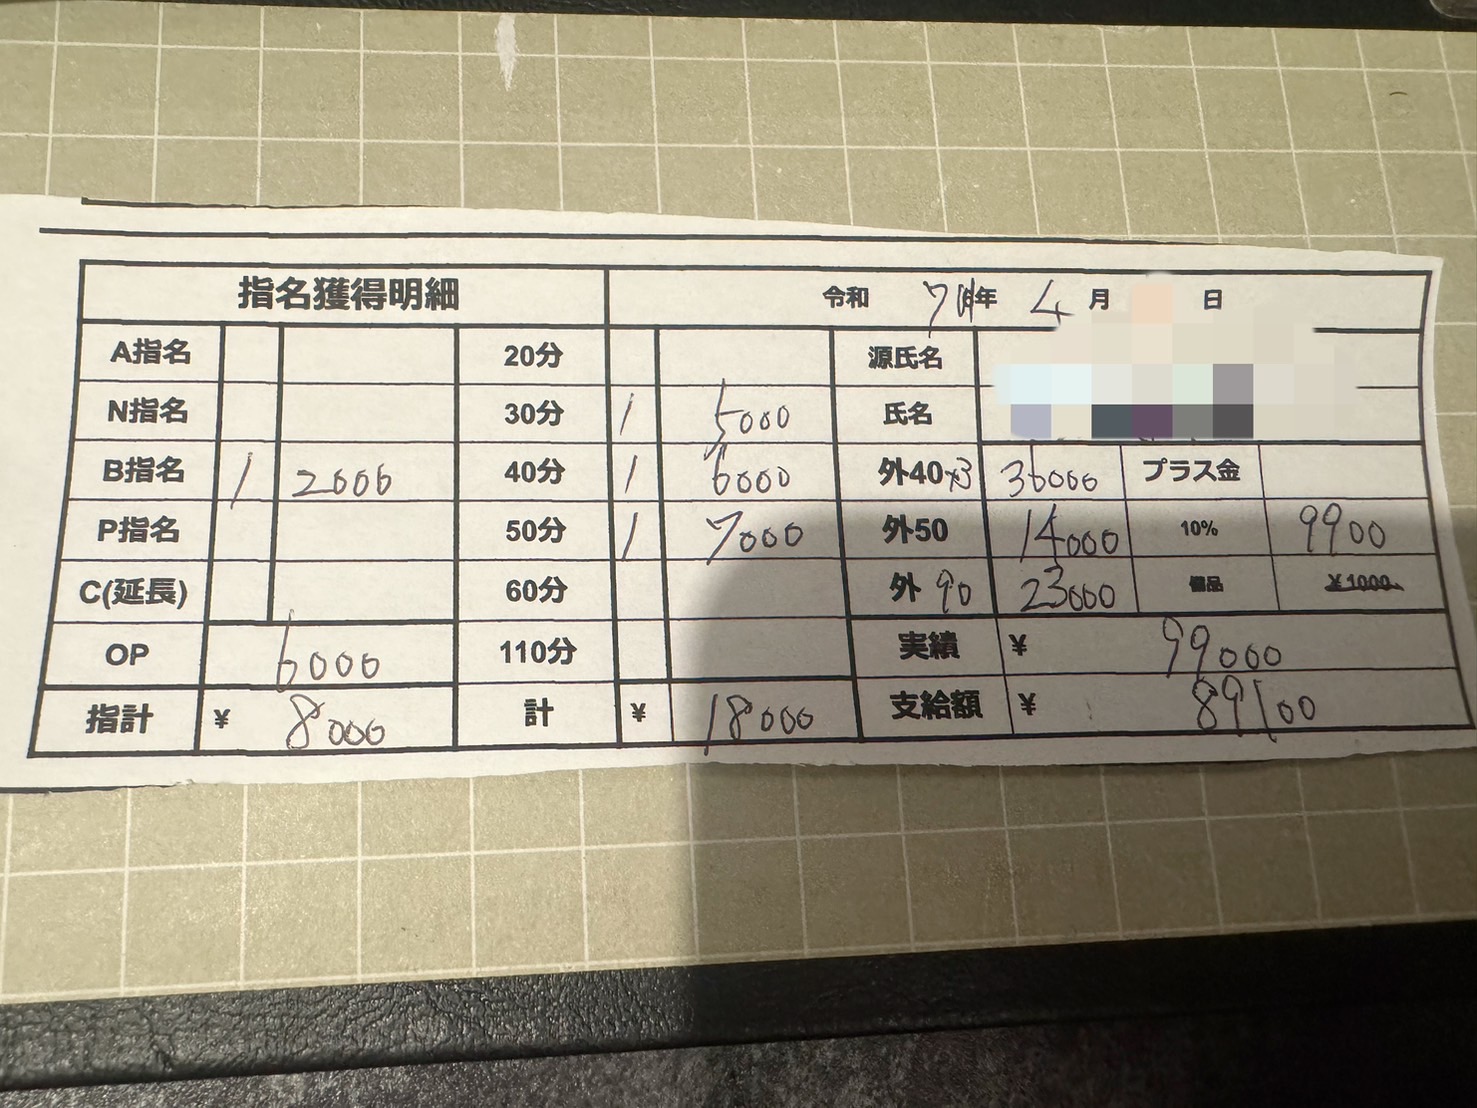 指名獲得明細 令和 7年 4月 日
A指名 20分 源氏名
N指名 30分 1 5000 氏名
B指名 1 2000 40分 1 6000 外40×3 36000 プラス金
P指名 50分 1 7000 外50 14000 10% 9900
C(延長) 60分 外90 23000 備品 ¥1000
OP 6000 110分 実績 ¥ 99000
指計 ¥ 8000 計 ¥ 18000 支給額 ¥ 89100